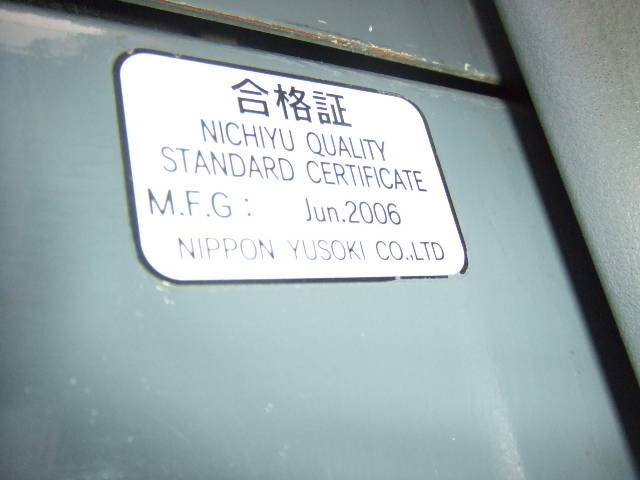 合格証
NICHIYU QUALITY
STANDARD CERTIFICATE
M.F.G : Jun.2006
NIPPON YUSOKI CO.,LTD